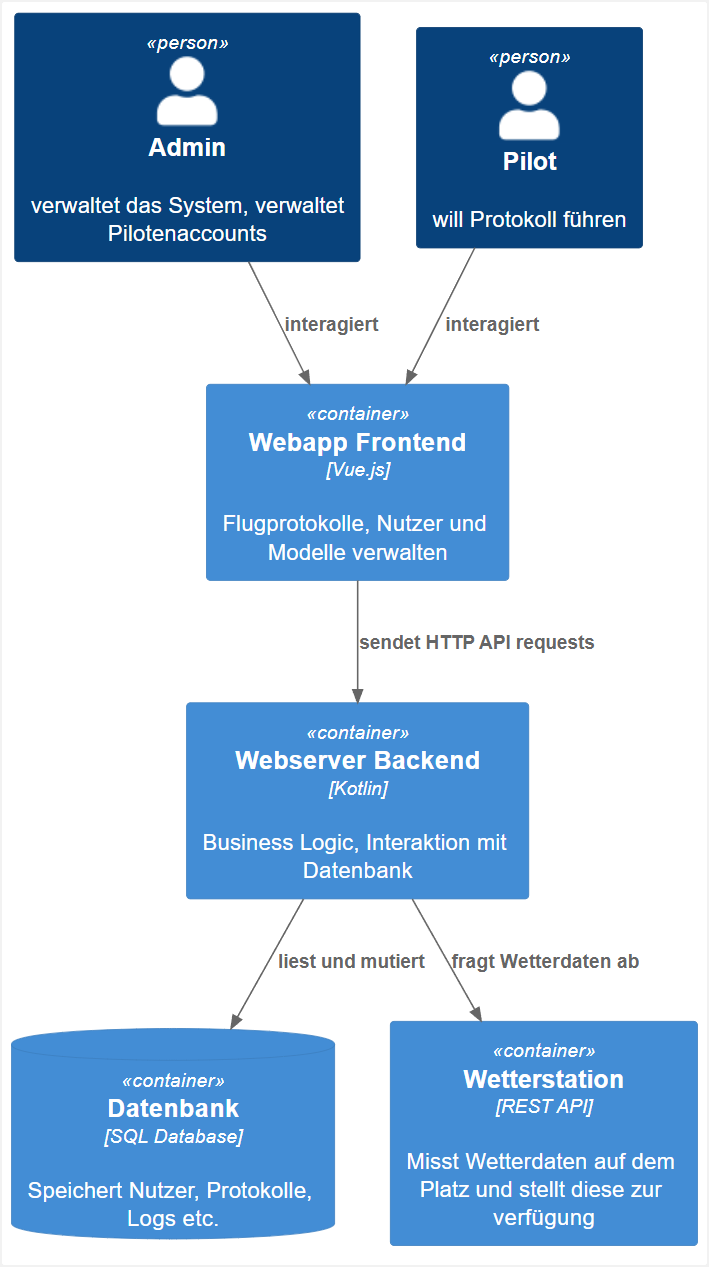 «person»
Admin
verwaltet das System, verwaltet
Pilotenaccounts
«person»
Pilot
will Protokoll führen
interagiert
interagiert
«container»
Webapp Frontend
[Vue.js]
Flugprotokolle, Nutzer und
Modelle verwalten
sendet HTTP API requests
«container»
Webserver Backend
[Kotlin]
Business Logic, Interaktion mit
Datenbank
liest und mutiert
fragt Wetterdaten ab
«container»
Datenbank
[SQL Database]
Speichert Nutzer, Protokolle,
Logs etc.
«container»
Wetterstation
[REST API]
Misst Wetterdaten auf dem
Platz und stellt diese zur
verfügung